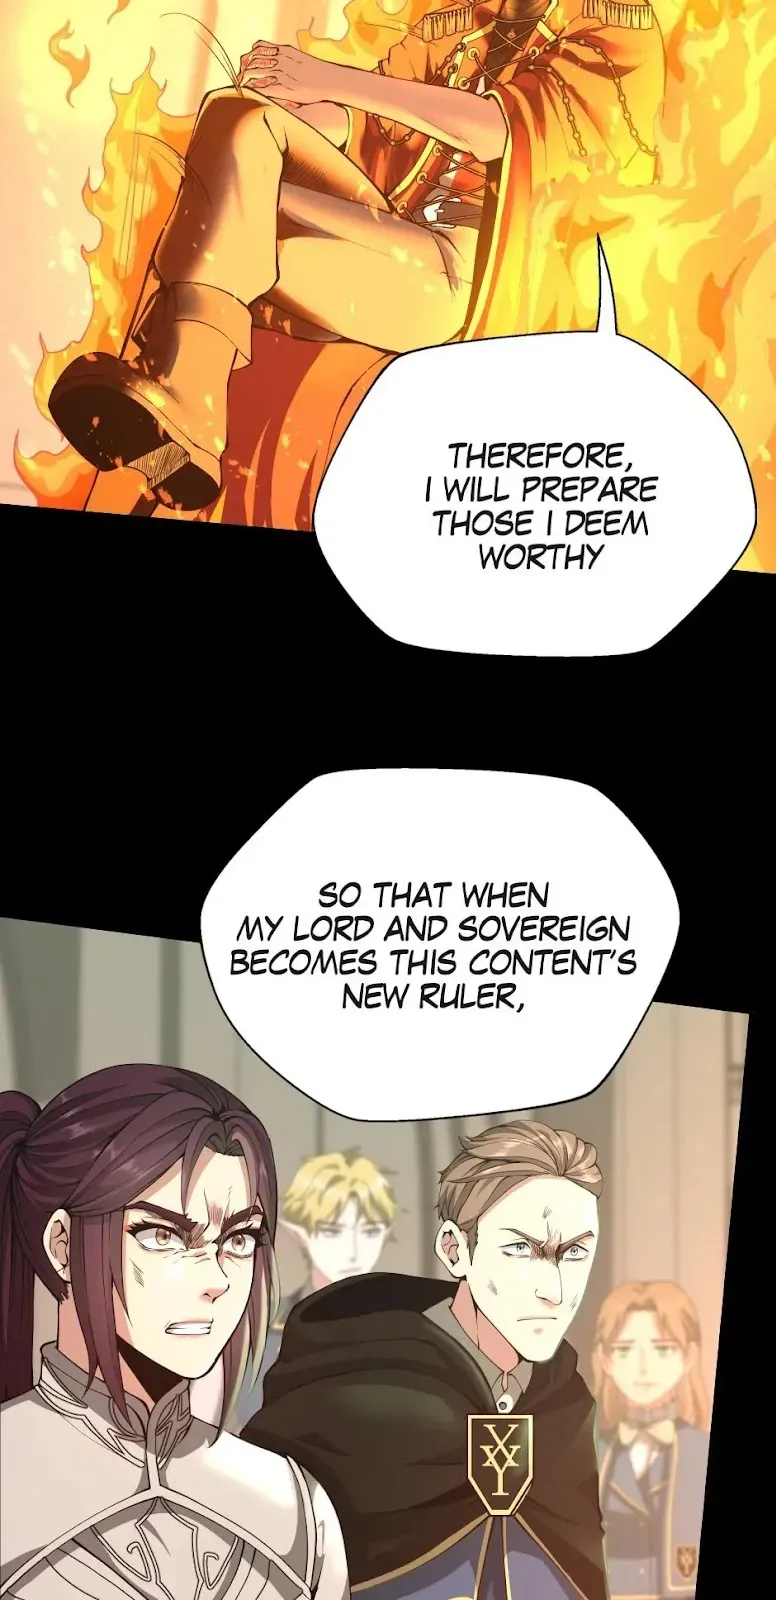 THEREFORE,
I WILL PREPARE
THOSE I DEEM
WORTHY
SO THAT WHEN
MY LORD AND SOVEREIGN
BECOMES THIS CONTENT'S
NEW RULER,